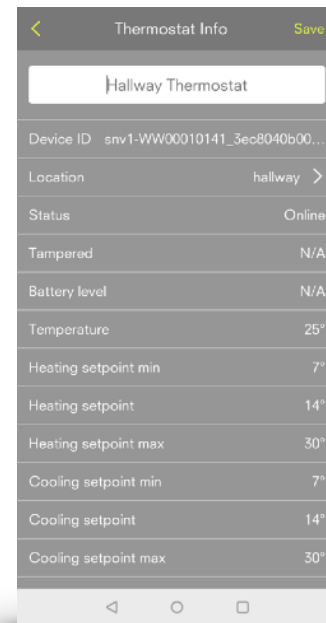 Thermostat Info Save
Hallway Thermostat
Device ID snv1-WW00010141_3ec8040b00...
Location hallway
Status Online
Tampered N/A
Battery level N/A
Temperature 25°
Heating setpoint min 7°
Heating setpoint 14°
Heating setpoint max 30°
Cooling setpoint min 7°
Cooling setpoint 14°
Cooling setpoint max 30°